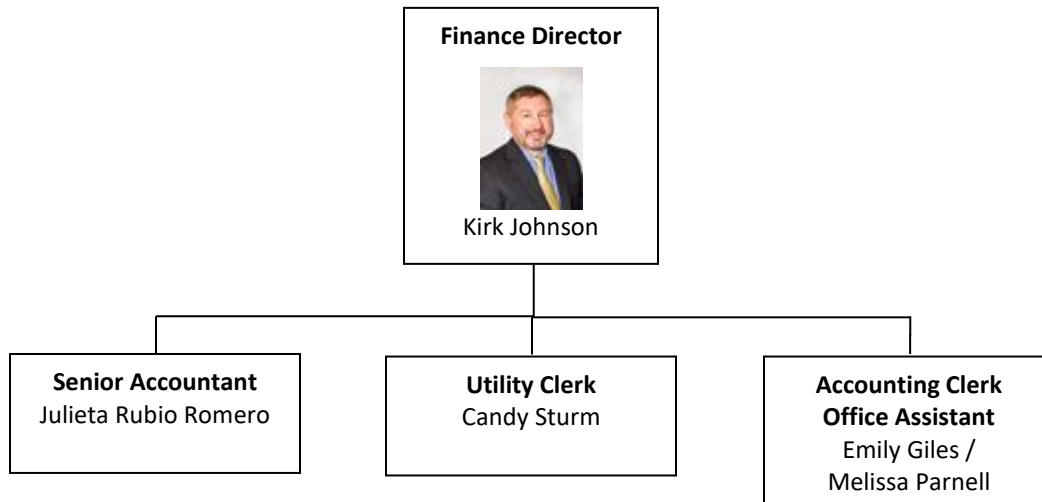 Finance Director
Kirk Johnson
Senior Accountant
Julieta Rubio Romero
Utility Clerk
Candy Sturm
Accounting Clerk
Office Assistant
Emily Giles /
Melissa Parnell